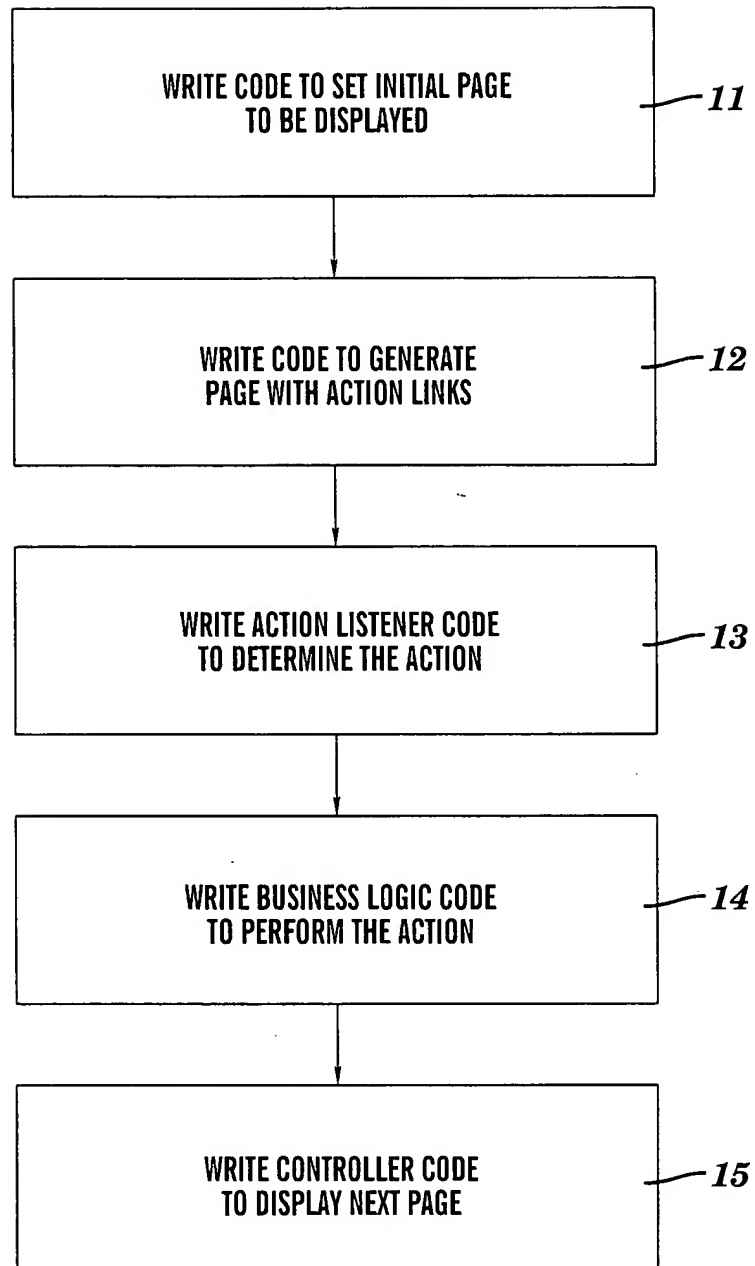 WRITE CODE TO SET INITIAL PAGE
TO BE DISPLAYED
11
WRITE CODE TO GENERATE
PAGE WITH ACTION LINKS
12
WRITE ACTION LISTENER CODE
TO DETERMINE THE ACTION
13
WRITE BUSINESS LOGIC CODE
TO PERFORM THE ACTION
14
WRITE CONTROLLER CODE
TO DISPLAY NEXT PAGE
15